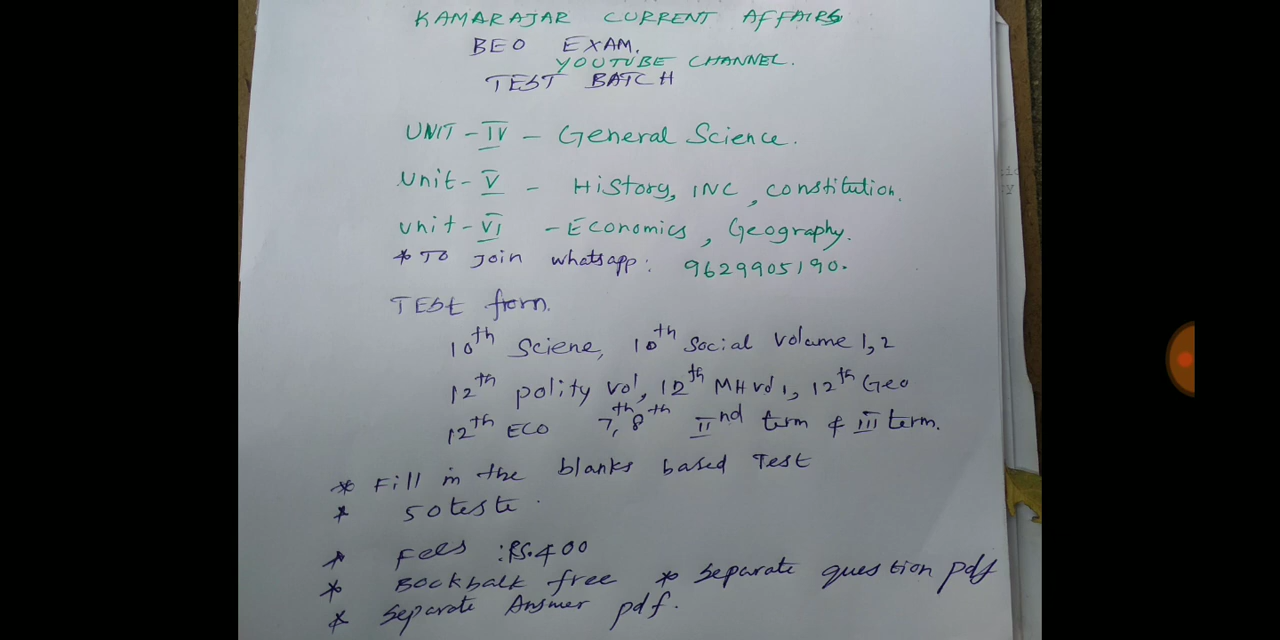 KAMARAJAR CURRENT AFFAIRS
BEO EXAM.
YOUTUBE CHANNEL.
TEST BATCH
UNIT - IV - General Science.
Unit - V - History, INC, constitution.
Unit - VI - Economics, Geography.
* TO Join whatsapp: 9629905190.
TEST from.
10th Sciene, 10th Social Volume 1, 2
12th polity vol, 12th MH vol 1, 12th Geo
12th ECO 7th, 8th IInd term & III term.
* Fill in the blanks based Test
* 50 tests
* Fees : RS. 400
* Bookbalk free * Separate question pdf
* Separate Answer pdf.